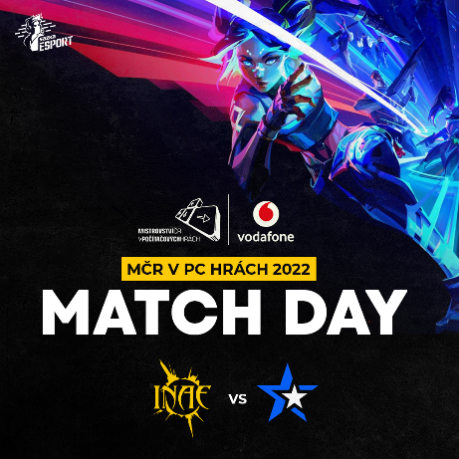 ESPORT
MISTROVSTVÍ ČR
V POČÍTAČOVÝCH HRÁCH
vodafone
MČR V PC HRÁCH 2022
MATCH DAY
INAE
vs